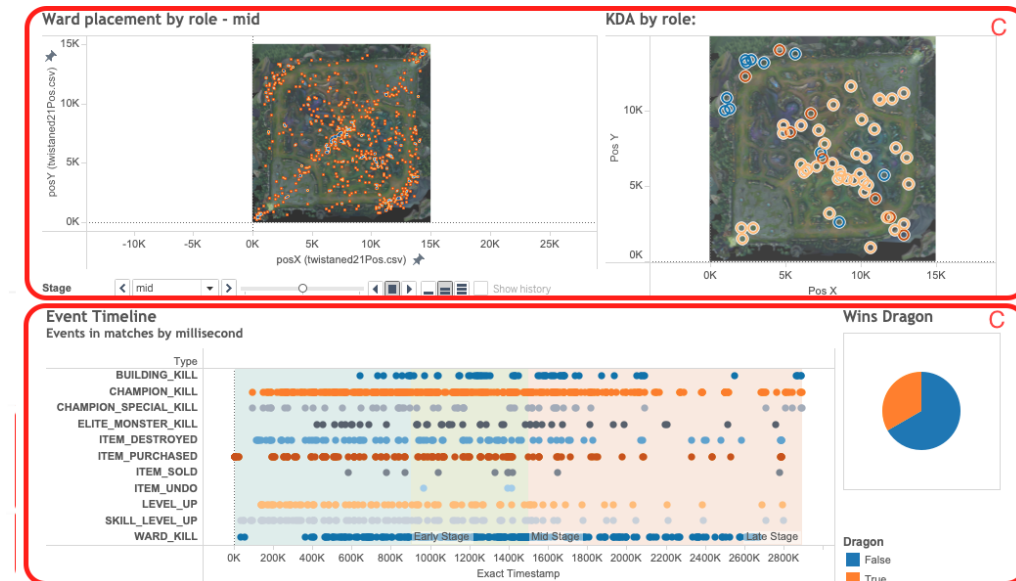 Ward placement by role - mid
KDA by role:
C
15K
10K
5K
0K
posY (twistaned21Pos.csv)
-10K -5K 0K 5K 10K 15K 20K 25K
posX (twistaned21Pos.csv)
10K
5K
0K
Pos Y
0K 5K 10K 15K
Pos X
Stage
mid
Show history
Event Timeline
Events in matches by millisecond
Wins Dragon
C
Type
BUILDING_KILL
CHAMPION_KILL
CHAMPION_SPECIAL_KILL
ELITE_MONSTER_KILL
ITEM_DESTROYED
ITEM_PURCHASED
ITEM_SOLD
ITEM_UNDO
LEVEL_UP
SKILL_LEVEL_UP
WARD_KILL
Early Stage Mid Stage Late Stage
0K 200K 400K 600K 800K 1000K 1200K 1400K 1600K 1800K 2000K 2200K 2400K 2600K 2800K
Exact Timestamp
Dragon
False
True